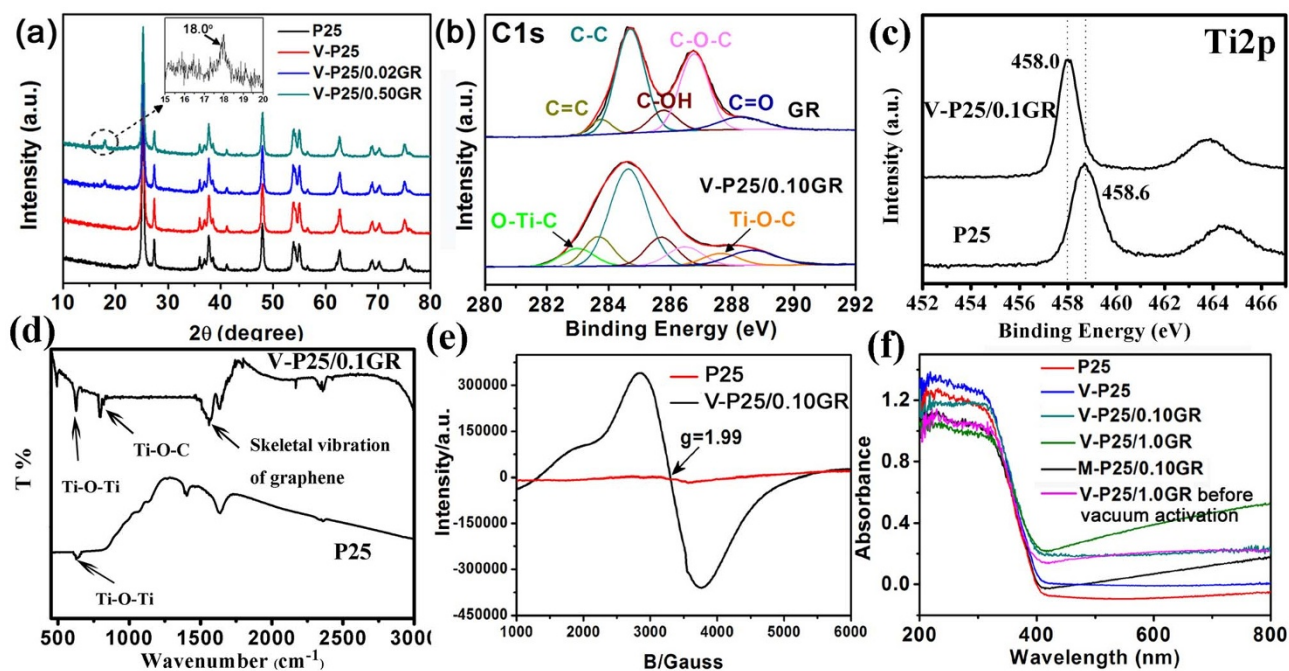 (a)
18.0°
15 16 17 18 19 20
P25
V-P25
V-P25/0.02GR
V-P25/0.50GR
Intensity (a.u.)
10 20 30 40 50 60 70 80
2θ (degree)
(b)
C1s
C-C
C-O-C
C=C
C-OH
C=O
GR
V-P25/0.10GR
O-Ti-C
Ti-O-C
Intensity (a.u.)
280 282 284 286 288 290 292
Binding Energy (eV)
(c)
Ti2p
458.0
V-P25/0.1GR
458.6
P25
Intensity (a.u.)
452 454 456 458 460 462 464 466
Binding Energy (eV)
(d)
V-P25/0.1GR
Ti-O-C
Skeletal vibration
of graphene
Ti-O-Ti
P25
Ti-O-Ti
T %
500 1000 1500 2000 2500 3000
Wavenumber (cm-1)
(e)
P25
V-P25/0.10GR
g=1.99
Intensity/a.u.
300000
150000
0
-150000
-300000
-450000
1000 2000 3000 4000 5000 6000
B/Gauss
(f)
P25
V-P25
V-P25/0.10GR
V-P25/1.0GR
M-P25/0.10GR
V-P25/1.0GR before
vacuum activation
Absorbance
1.2
0.8
0.4
0.0
200 300 400 500 600 700 800
Wavelength (nm)